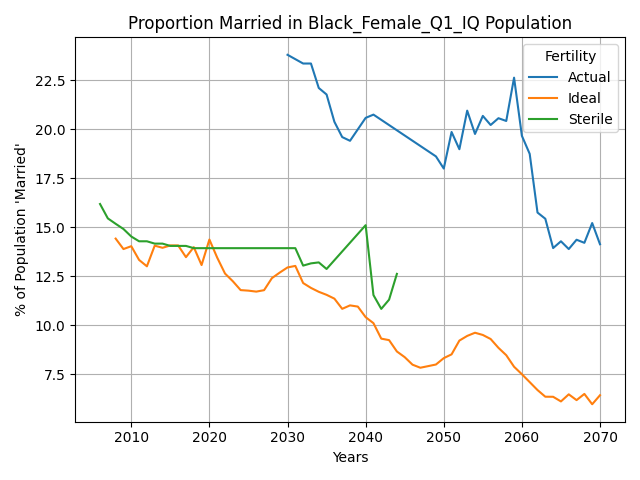 Proportion Married in Black_Female_Q1_IQ Population
% of Population 'Married'
22.5
20.0
17.5
15.0
12.5
10.0
7.5
Fertility
Actual
Ideal
Sterile
2010 2020 2030 2040 2050 2060 2070
Years